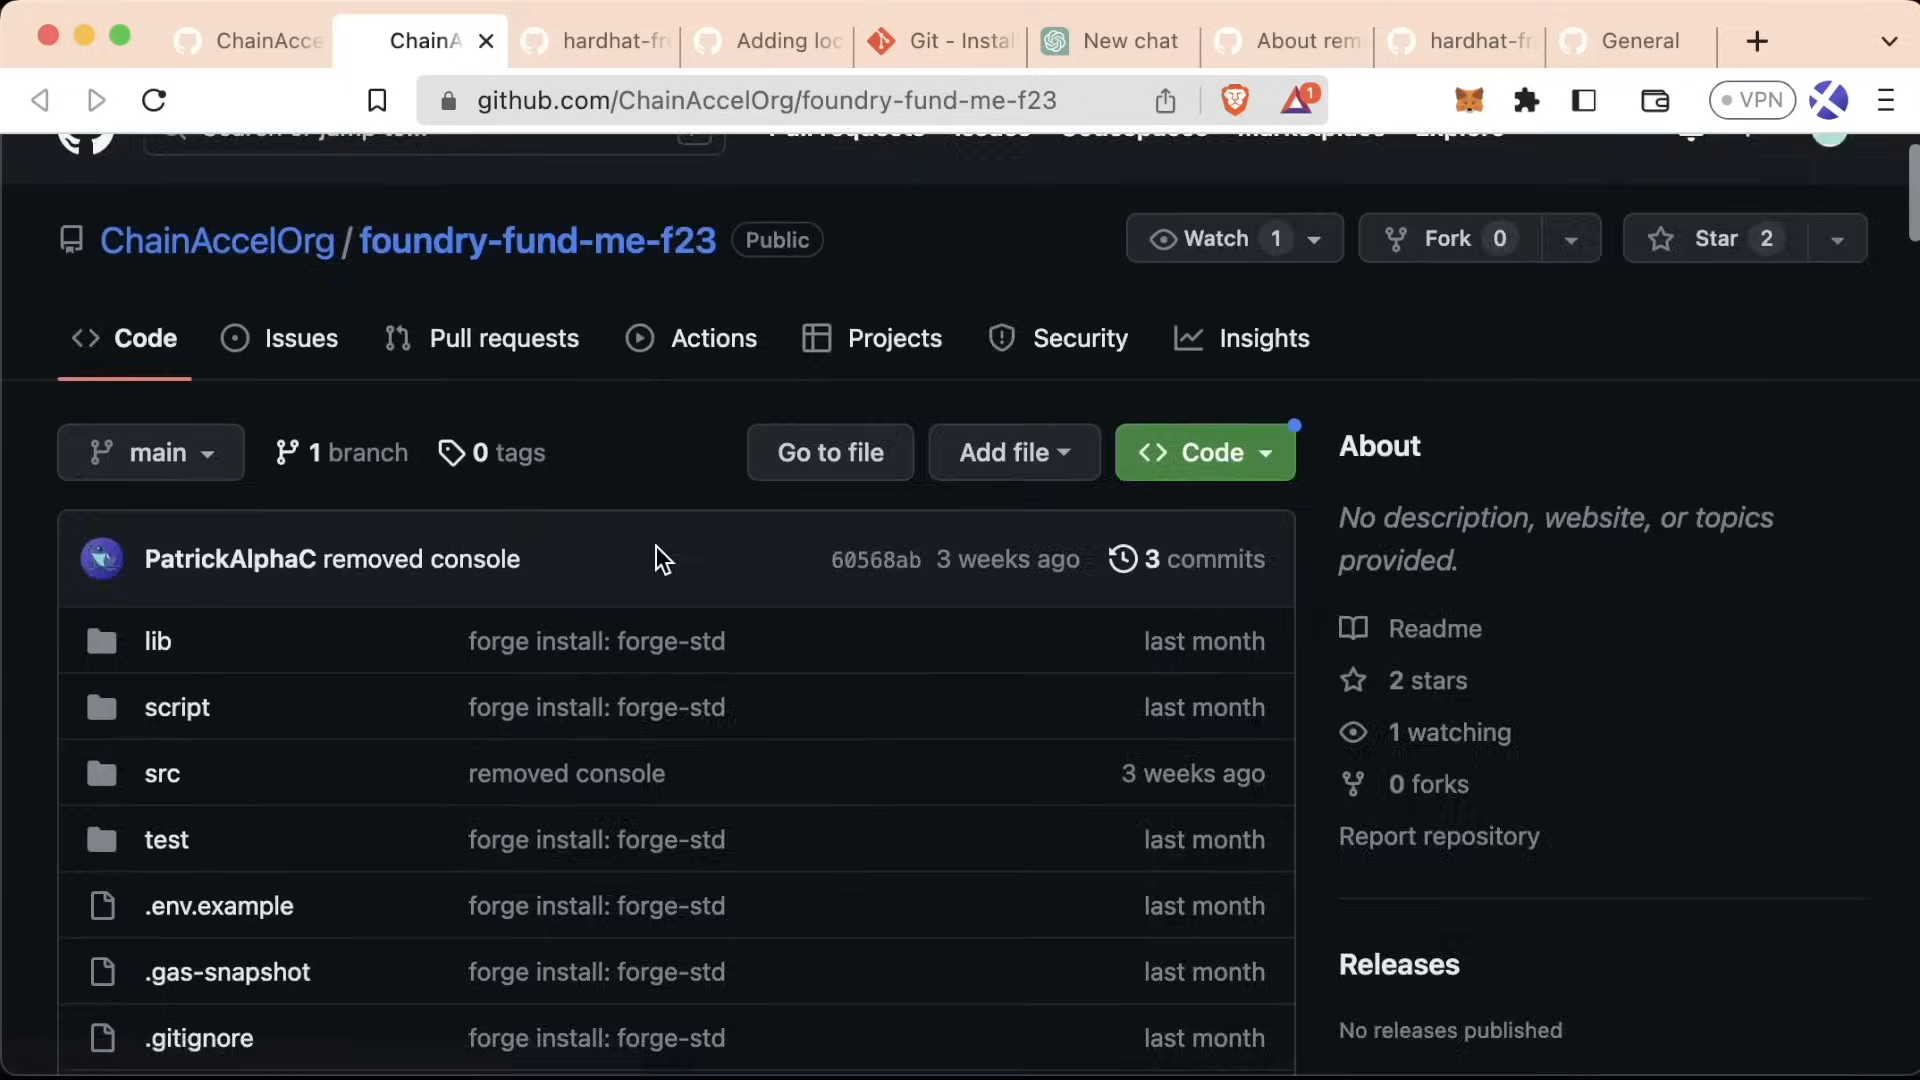 ChainAcce
ChainA
hardhat-fr
Adding loc
Git - Instal
New chat
About rem
hardhat-fr
General
github.com/ChainAccelOrg/foundry-fund-me-f23
1
VPN
ChainAccelOrg / foundry-fund-me-f23 Public
Watch 1
Fork 0
Star 2
Code
Issues
Pull requests
Actions
Projects
Security
Insights
main
1 branch
0 tags
Go to file
Add file
Code
About
No description, website, or topics
provided.
PatrickAlphaC removed console 60568ab 3 weeks ago 3 commits
lib forge install: forge-std last month
script forge install: forge-std last month
src removed console 3 weeks ago
test forge install: forge-std last month
.env.example forge install: forge-std last month
.gas-snapshot forge install: forge-std last month
.gitignore forge install: forge-std last month
Readme
2 stars
1 watching
0 forks
Report repository
Releases
No releases published